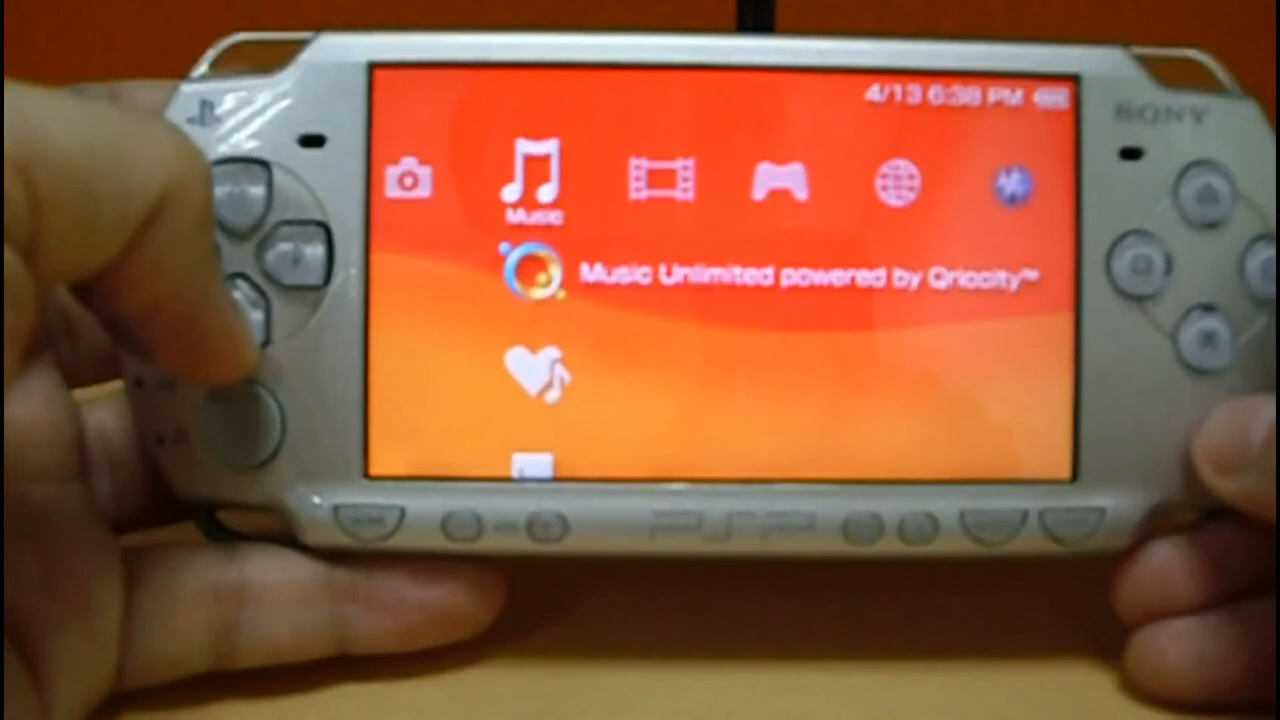 4/13 6:38 PM
SONY
Music
Music Unlimited powered by Qriocity™
PSP